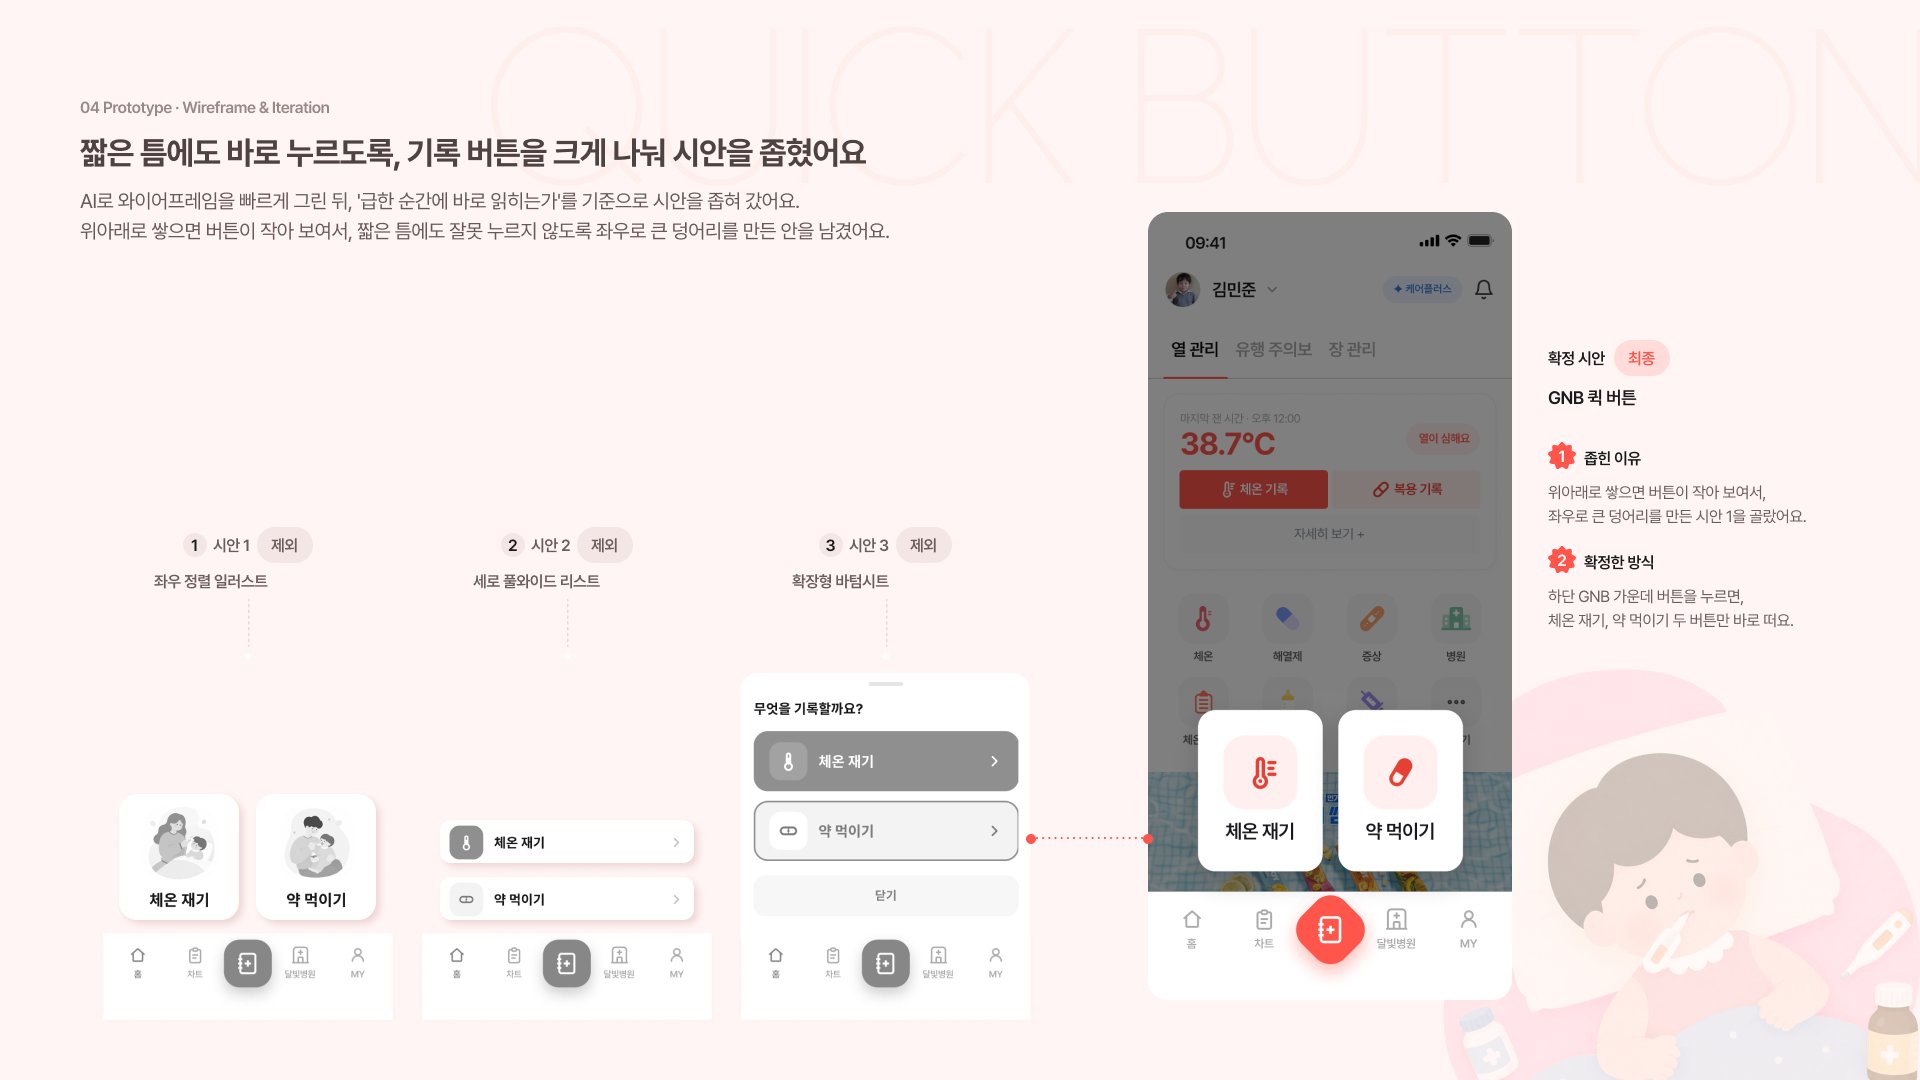 QUICK BUTTON
04 Prototype · Wireframe & Iteration
짧은 틈에도 바로 누르도록, 기록 버튼을 크게 나눠 시안을 좁혔어요
AI로 와이어프레임을 빠르게 그린 뒤, '급한 순간에 바로 읽히는가'를 기준으로 시안을 좁혀 갔어요.
위아래로 쌓으면 버튼이 작아 보여서, 짧은 틈에도 잘못 누르지 않도록 좌우로 큰 덩어리를 만든 안을 남겼어요.
1 시안 1 제외
좌우 정렬 일러스트
체온 재기 약 먹이기
홈 차트 달빛병원 MY
2 시안 2 제외
세로 풀와이드 리스트
체온 재기
약 먹이기
홈 차트 달빛병원 MY
3 시안 3 제외
확장형 바텀시트
무엇을 기록할까요?
체온 재기
약 먹이기
닫기
홈 차트 달빛병원 MY
09:41
김민준 케어플러스
열 관리 유행 주의보 장 관리
마지막 잰 시간 · 오후 12:00
38.7°C 열이 심해요
체온 기록 복용 기록
자세히 보기 +
체온 해열제 증상 병원
체온 재기 약 먹이기
홈 차트 달빛병원 MY
확정 시안 최종
GNB 퀵 버튼
1 좁힌 이유
위아래로 쌓으면 버튼이 작아 보여서,
좌우로 큰 덩어리를 만든 시안 1을 골랐어요.
2 확정한 방식
하단 GNB 가운데 버튼을 누르면,
체온 재기, 약 먹이기 두 버튼만 바로 떠요.